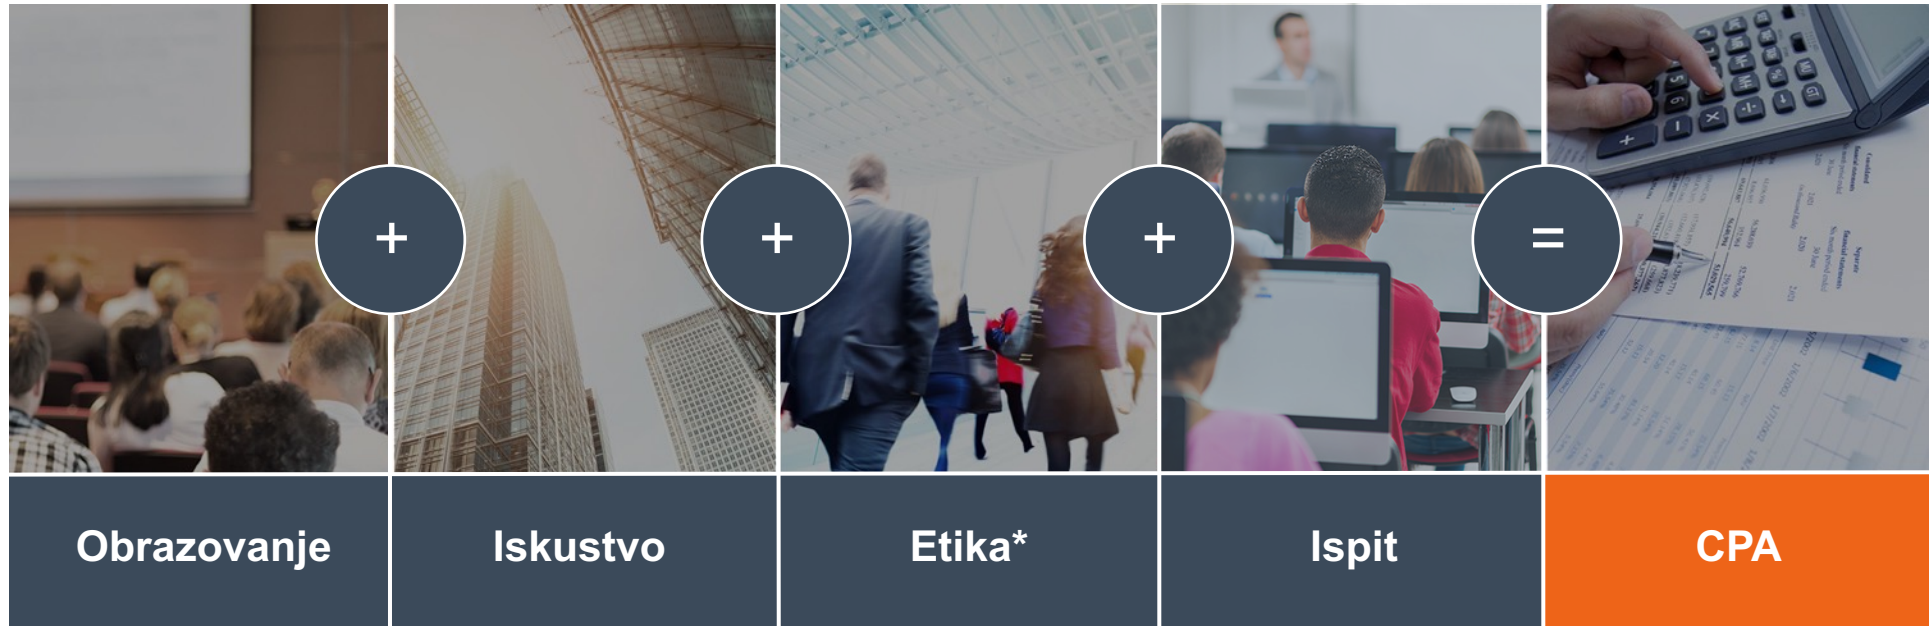 +
+
+
=
Obrazovanje
Iskustvo
Etika*
Ispit
CPA